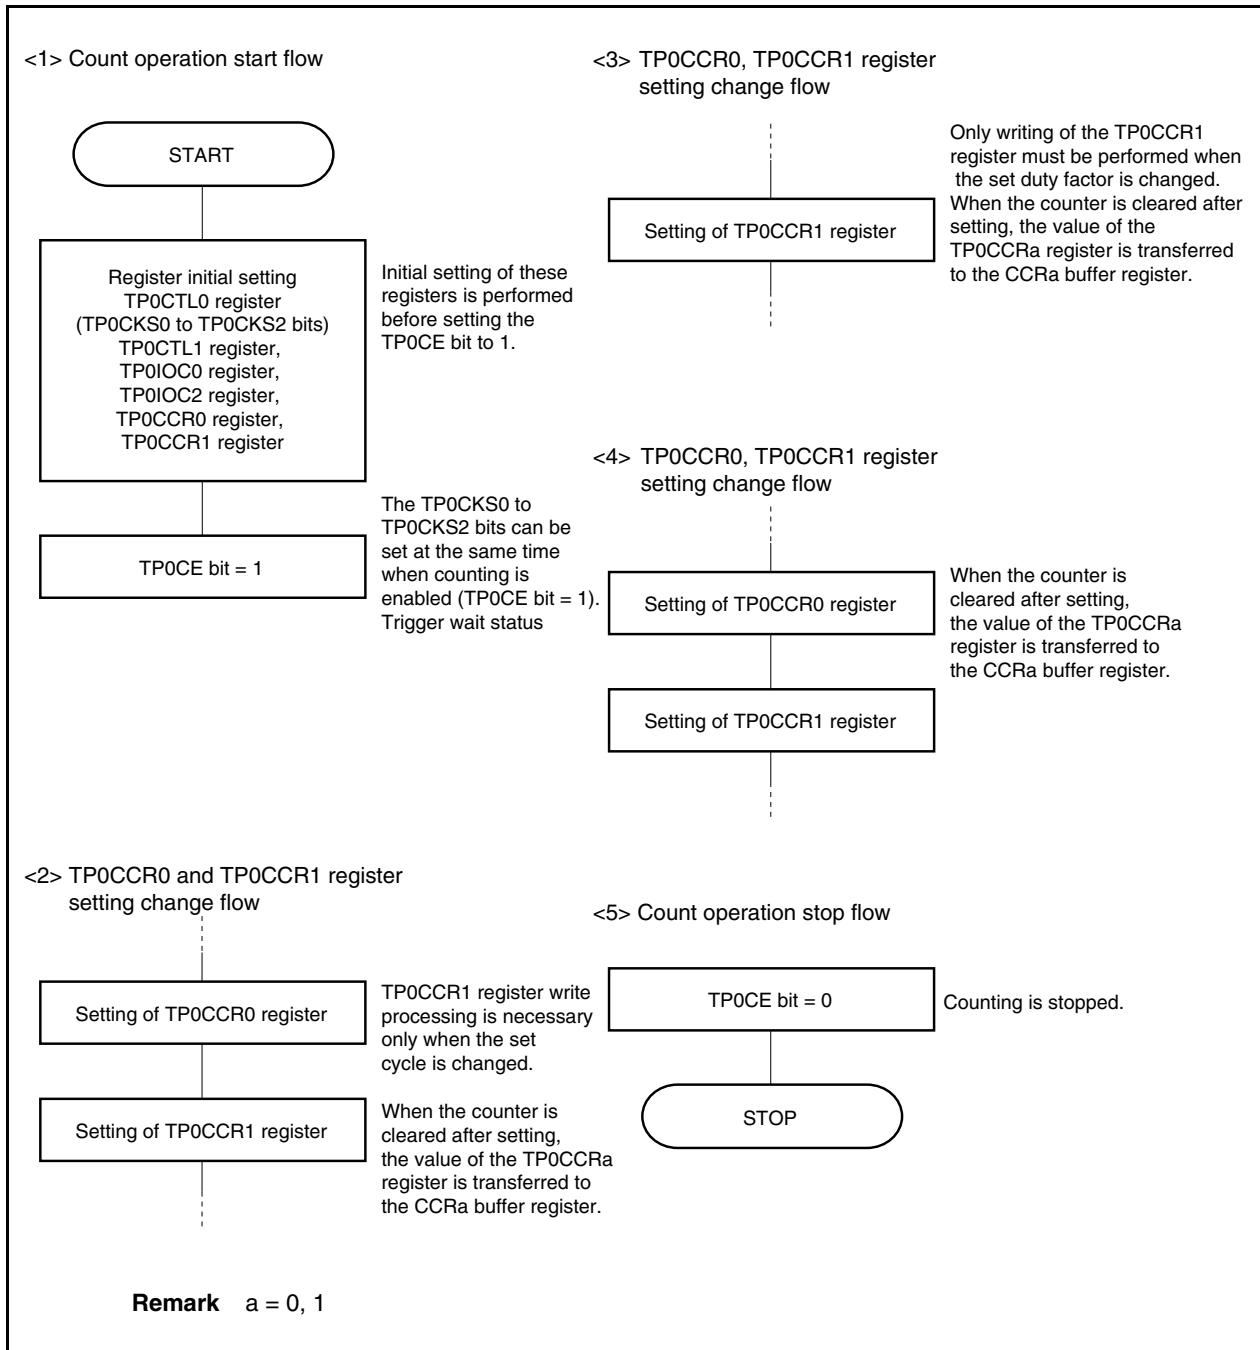 <1> Count operation start flow
START
Register initial setting
TP0CTL0 register
(TP0CKS0 to TP0CKS2 bits)
TP0CTL1 register,
TP0IOC0 register,
TP0IOC2 register,
TP0CCR0 register,
TP0CCR1 register
Initial setting of these
registers is performed
before setting the
TP0CE bit to 1.
TP0CE bit = 1
The TP0CKS0 to
TP0CKS2 bits can be
set at the same time
when counting is
enabled (TP0CE bit = 1).
Trigger wait status
<2> TP0CCR0 and TP0CCR1 register
setting change flow
Setting of TP0CCR0 register
TP0CCR1 register write
processing is necessary
only when the set
cycle is changed.
Setting of TP0CCR1 register
When the counter is
cleared after setting,
the value of the TP0CCRa
register is transferred to
the CCRa buffer register.
<3> TP0CCR0, TP0CCR1 register
setting change flow
Setting of TP0CCR1 register
Only writing of the TP0CCR1
register must be performed when
the set duty factor is changed.
When the counter is cleared after
setting, the value of the
TP0CCRa register is transferred
to the CCRa buffer register.
<4> TP0CCR0, TP0CCR1 register
setting change flow
Setting of TP0CCR0 register
When the counter is
cleared after setting,
the value of the TP0CCRa
register is transferred to
the CCRa buffer register.
Setting of TP0CCR1 register
<5> Count operation stop flow
TP0CE bit = 0
Counting is stopped.
STOP
Remark a = 0, 1